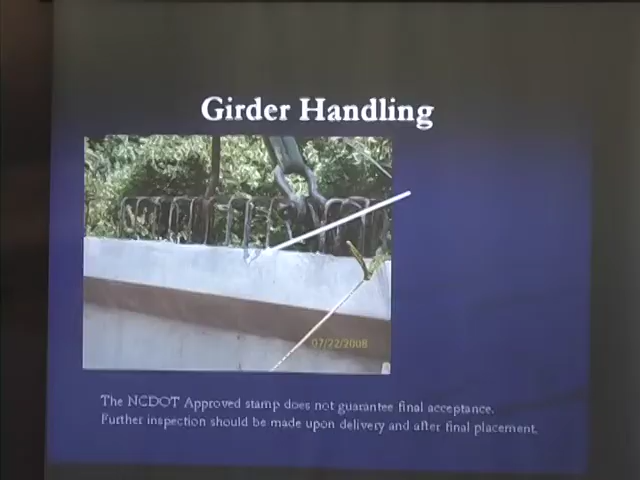 Girder Handling
07/22/2008
The NCDOT Approved stamp does not guarantee final acceptance.
Further inspection should be made upon delivery and after final placement.